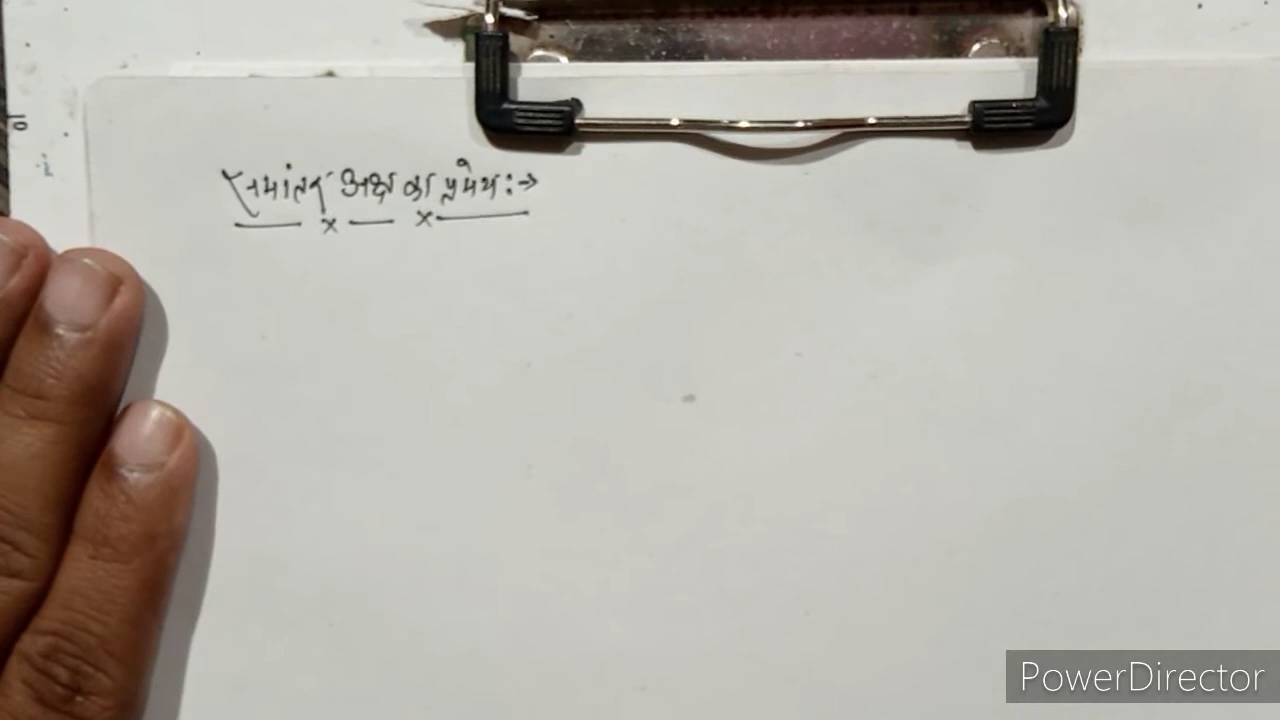 समांतर अक्ष का प्रमेय :→
PowerDirector